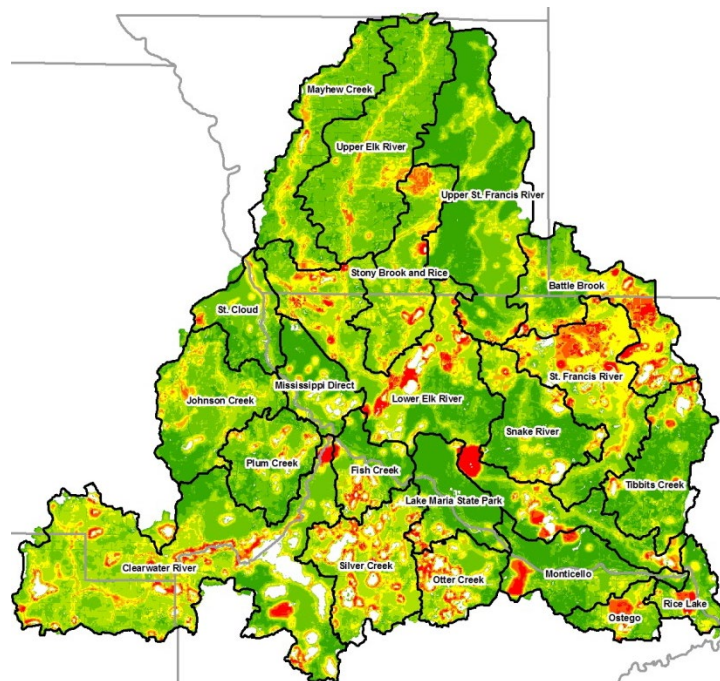 Mayhew Creek
Upper Elk River
Upper St. Francis River
Stony Brook and Rice
Battle Brook
St. Cloud
St. Francis River
Mississippi Direct
Johnson Creek
Lower Elk River
Snake River
Plum Creek
Fish Creek
Tibbits Creek
Lake Maria State Park
Clearwater River
Silver Creek
Otter Creek
Monticello
Rice Lake
Ostego